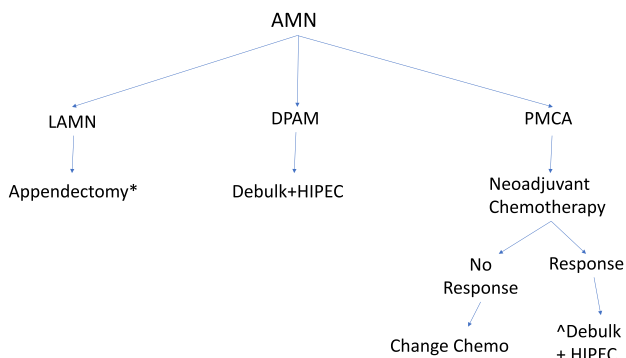 AMN
LAMN
DPAM
PMCA
Appendectomy*
Debulk+HIPEC
Neoadjuvant
Chemotherapy
No
Response
Response
Change Chemo
^Debulk
+ HIPEC